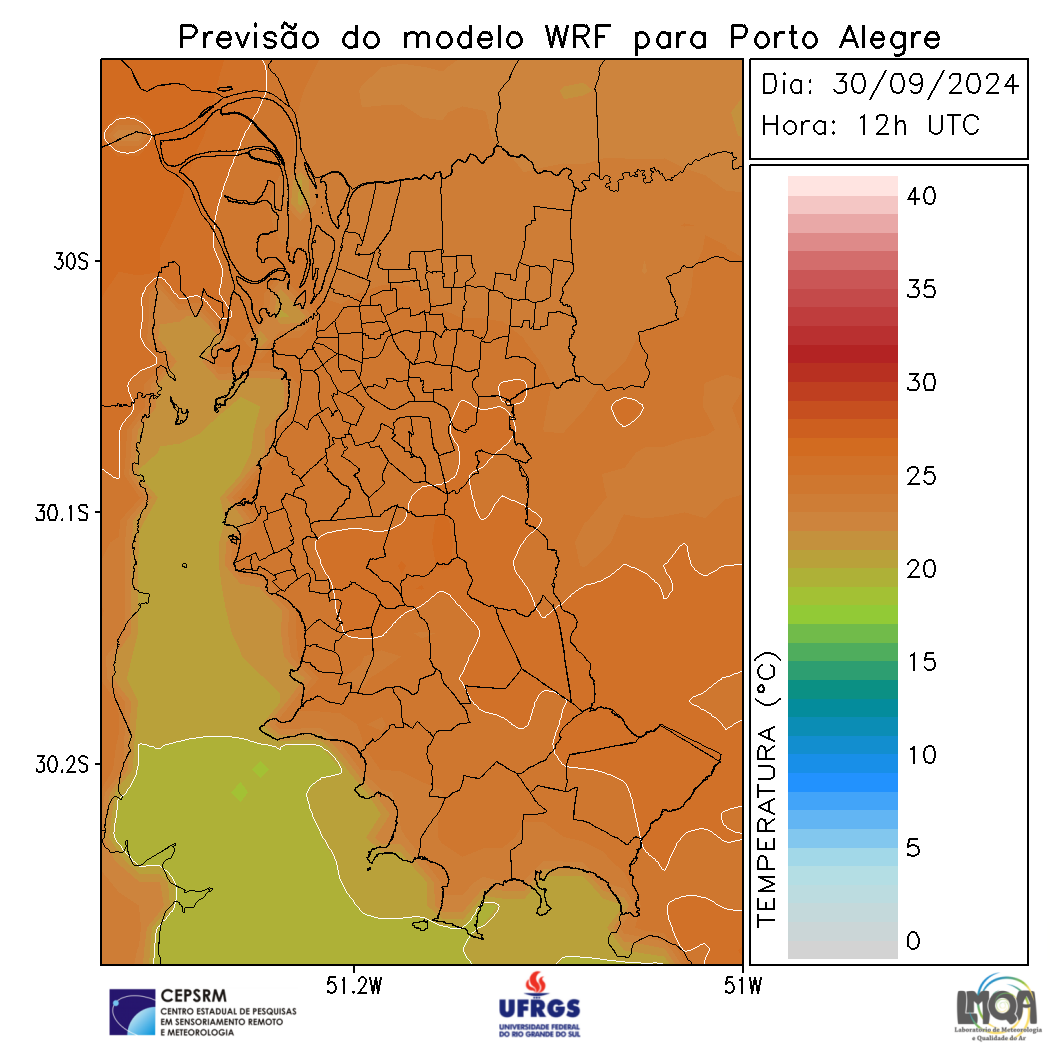 Previsão do modelo WRF para Porto Alegre
Dia: 30/09/2024
Hora: 12h UTC
30S
30.1S
30.2S
51.2W
51W
TEMPERATURA (°C)
40
35
30
25
20
15
10
5
0
CEPSRM
CENTRO ESTADUAL DE PESQUISAS
EM SENSORIAMENTO REMOTO
E METEOROLOGIA
UFRGS
UNIVERSIDADE FEDERAL
DO RIO GRANDE DO SUL
LMQA
Laboratório de Meteorologia
e Qualidade do Ar